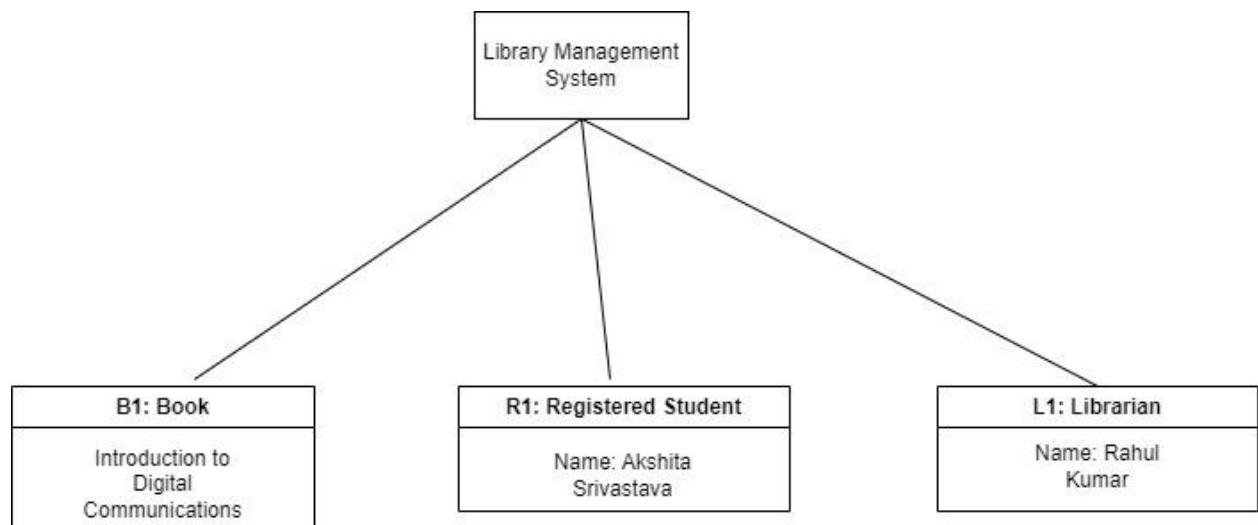 Library Management
System
B1: Book
Introduction to
Digital
Communications
R1: Registered Student
Name: Akshita
Srivastava
L1: Librarian
Name: Rahul
Kumar